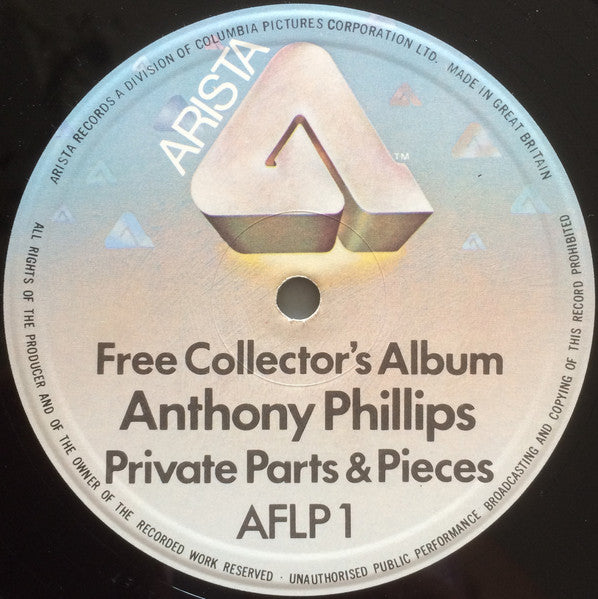 ARISTA RECORDS A DIVISION OF COLUMBIA PICTURES CORPORATION LTD. MADE IN GREAT BRITAIN
ARISTA
TM
Free Collector's Album
Anthony Phillips
Private Parts & Pieces
AFLP 1
ALL RIGHTS OF THE PRODUCER AND OF THE OWNER OF THE RECORDED WORK RESERVED · UNAUTHORISED PUBLIC PERFORMANCE BROADCASTING AND COPYING OF THIS RECORD PROHIBITED